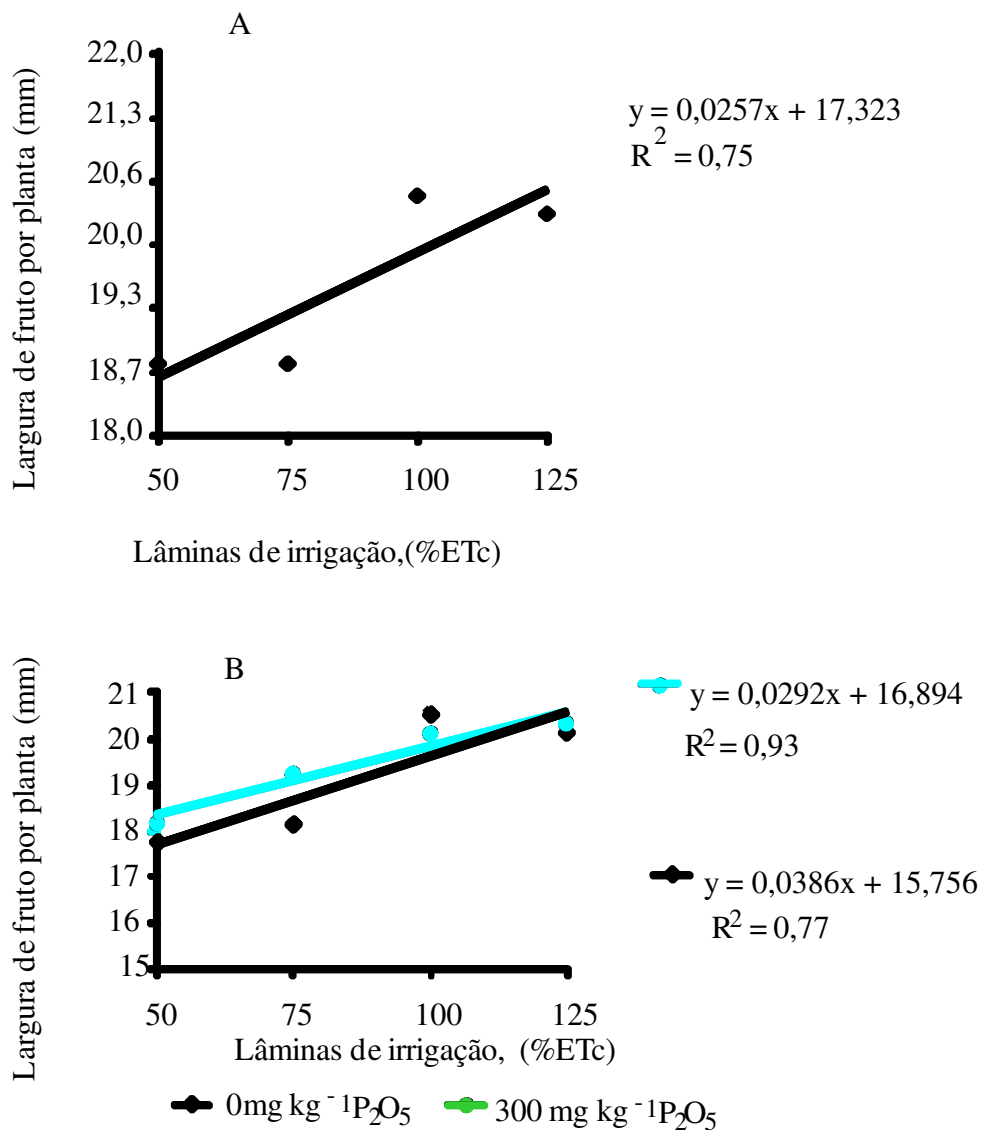 A
Largura de fruto por planta (mm)
22,0
21,3
20,6
20,0
19,3
18,7
18,0
50 75 100 125
Lâminas de irrigação,(%ETc)
y = 0,0257x + 17,323
R² = 0,75
B
Largura de fruto por planta (mm)
21
20
19
18
17
16
15
50 75 100 125
Lâminas de irrigação, (%ETc)
y = 0,0292x + 16,894
R² = 0,93
y = 0,0386x + 15,756
R² = 0,77
0mg kg ⁻¹P₂O₅ 300 mg kg ⁻¹P₂O₅